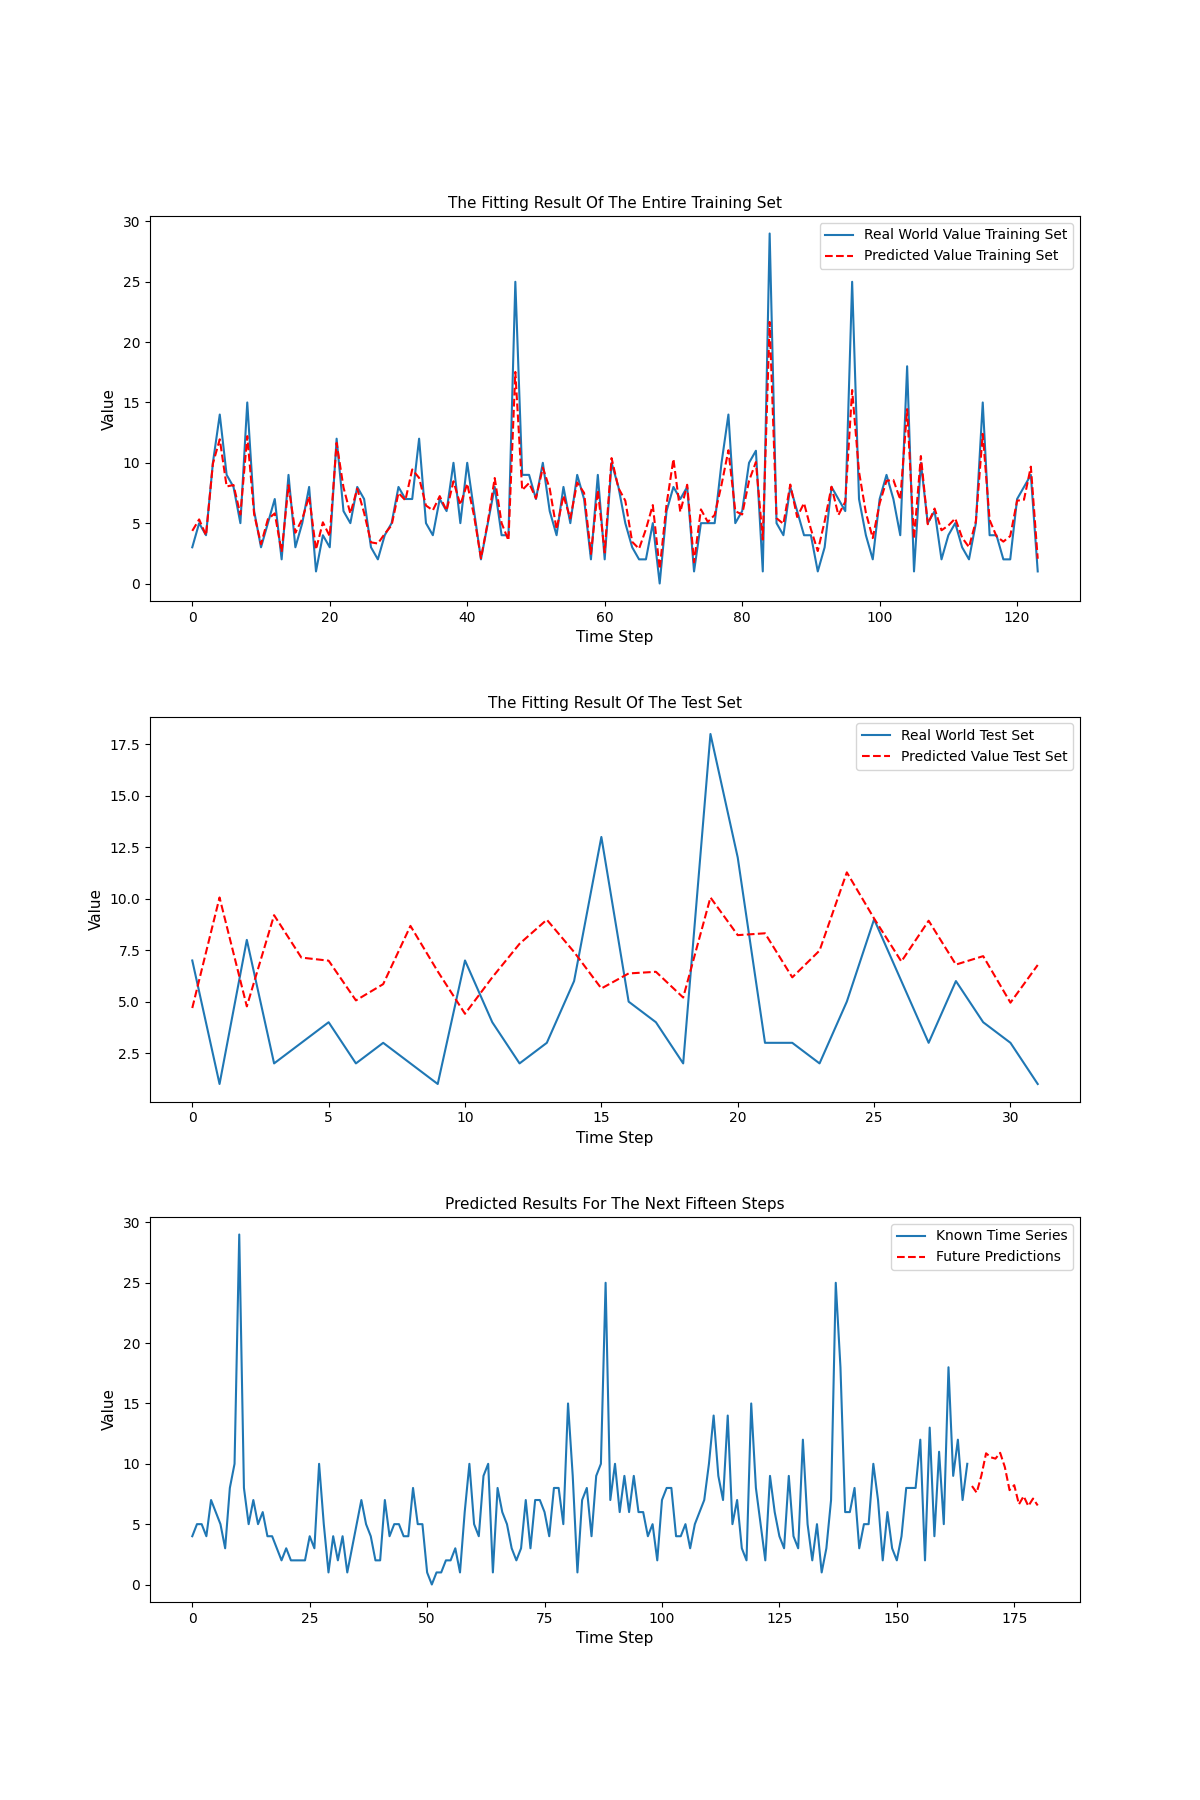 The Fitting Result Of The Entire Training Set
30
25
20
15
10
5
0
Value
Real World Value Training Set
Predicted Value Training Set
0 20 40 60 80 100 120
Time Step
The Fitting Result Of The Test Set
17.5
15.0
12.5
10.0
7.5
5.0
2.5
Value
Real World Test Set
Predicted Value Test Set
0 5 10 15 20 25 30
Time Step
Predicted Results For The Next Fifteen Steps
30
25
20
15
10
5
0
Value
Known Time Series
Future Predictions
0 25 50 75 100 125 150 175
Time Step